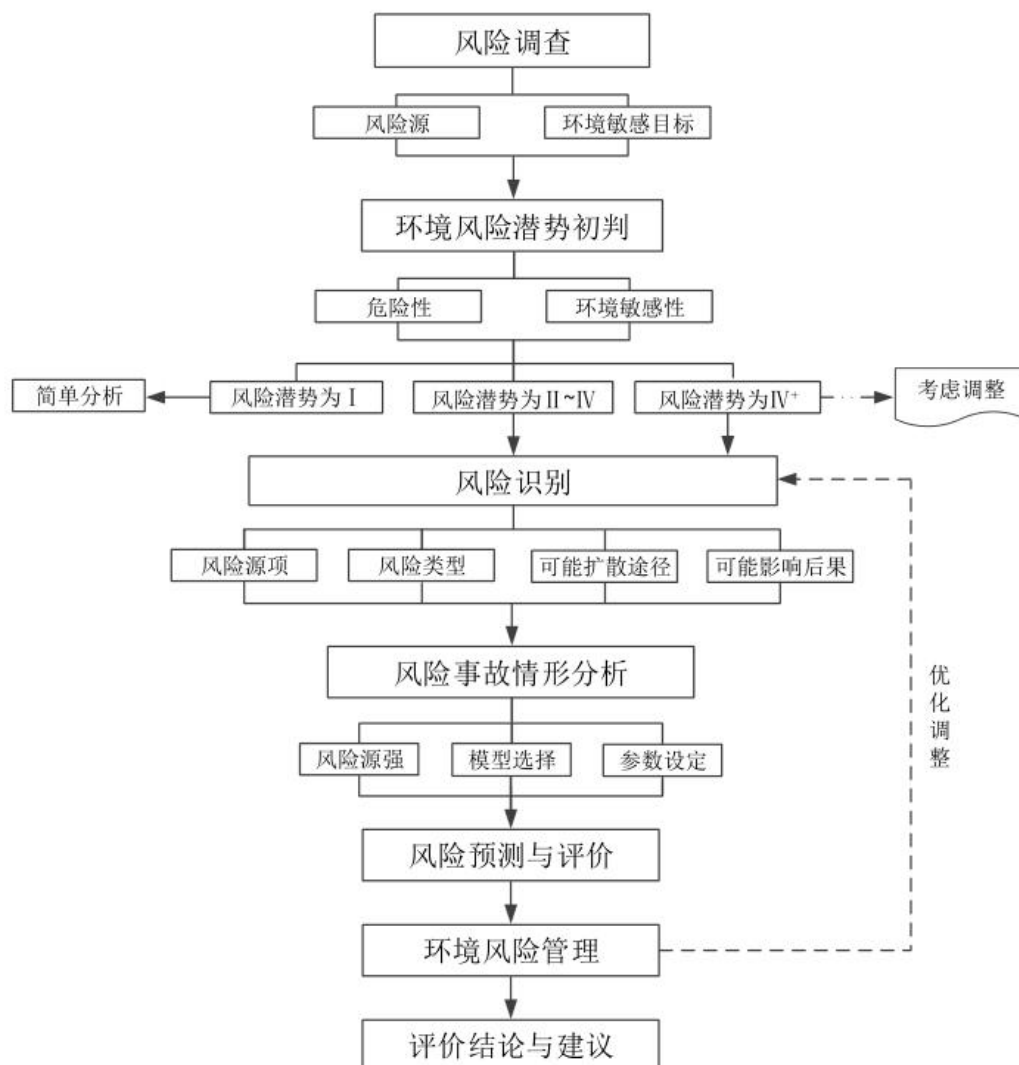 风险调查
风险源
环境敏感目标
环境风险潜势初判
危险性
环境敏感性
简单分析
风险潜势为Ⅰ
风险潜势为Ⅱ~Ⅳ
风险潜势为Ⅳ⁺
考虑调整
风险识别
风险源项
风险类型
可能扩散途径
可能影响后果
风险事故情形分析
风险源强
模型选择
参数设定
优化调整
风险预测与评价
环境风险管理
评价结论与建议